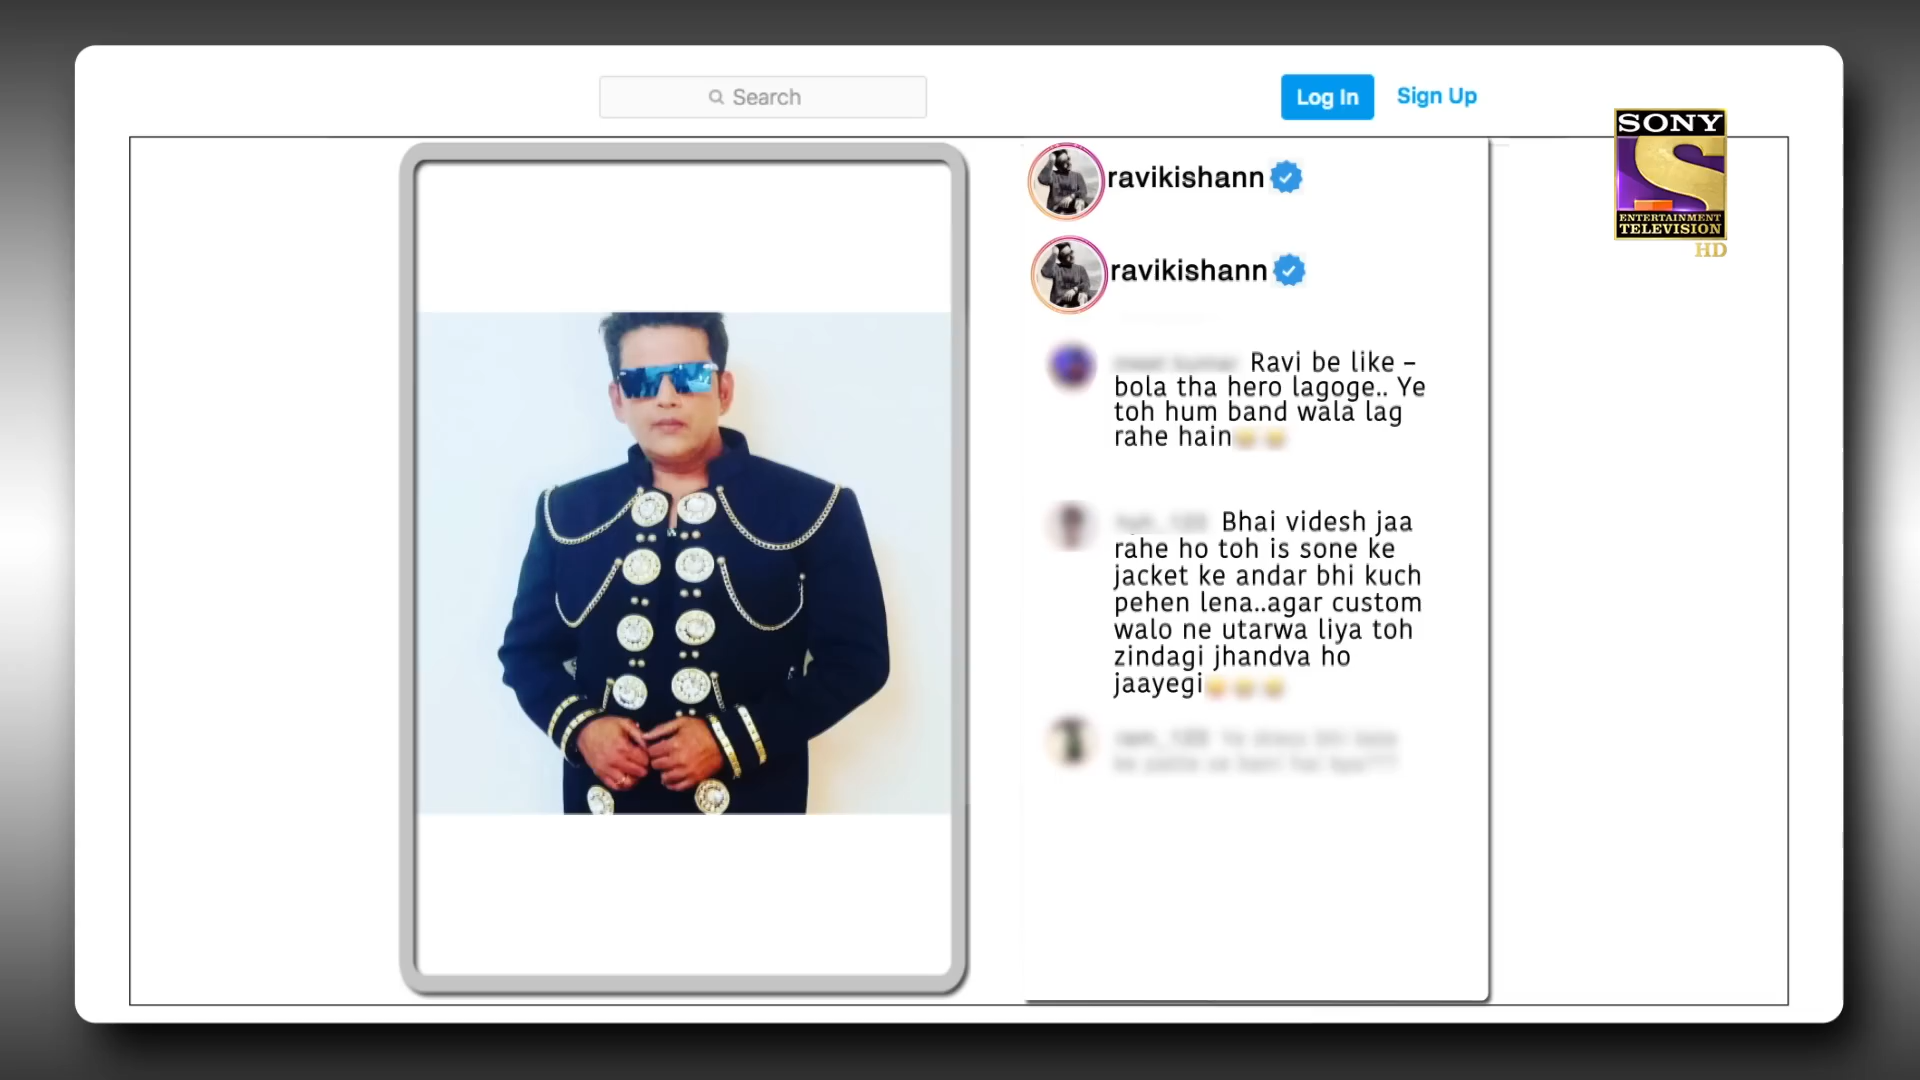 Search
Log In
Sign Up
SONY
ENTERTAINMENT
TELEVISION
HD
ravikishann
ravikishann
Ravi be like –
bola tha hero lagoge.. Ye
toh hum band wala lag
rahe hain
Bhai videsh jaa
rahe ho toh is sone ke
jacket ke andar bhi kuch
pehen lena..agar custom
walo ne utarwa liya toh
zindagi jhandva ho
jaayegi